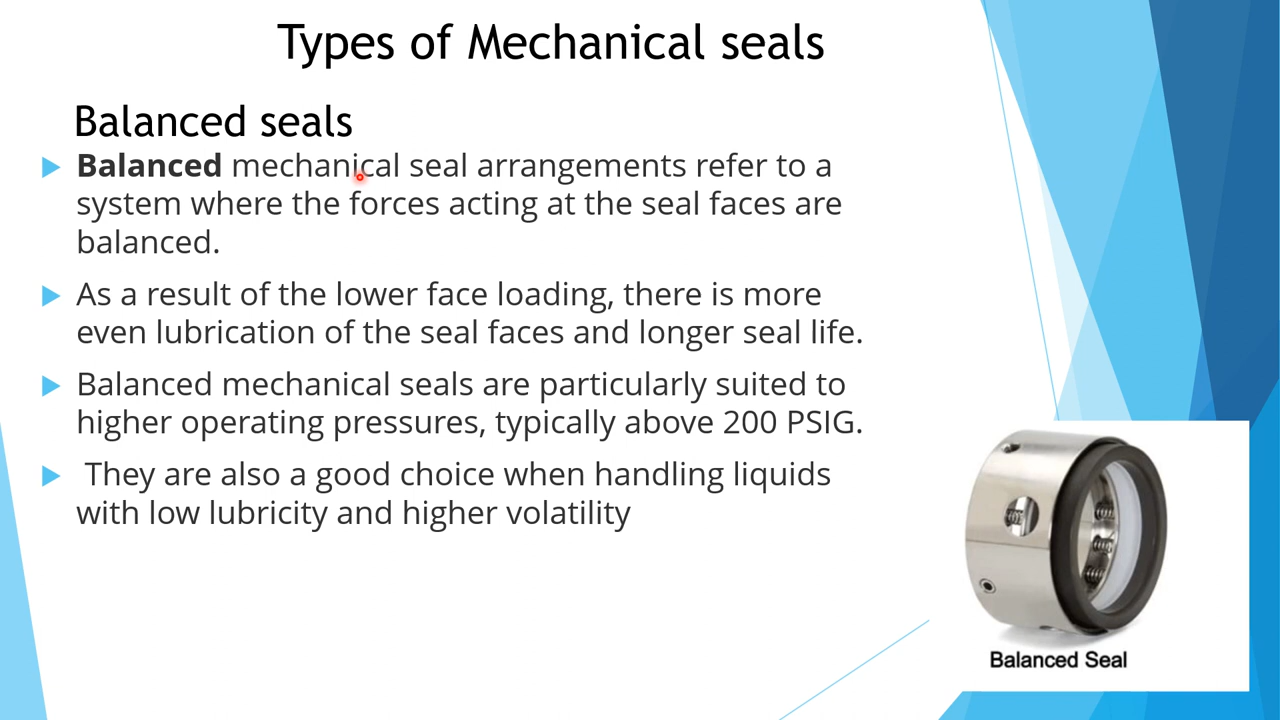 Types of Mechanical seals
Balanced seals
Balanced mechanical seal arrangements refer to a
system where the forces acting at the seal faces are
balanced.
As a result of the lower face loading, there is more
even lubrication of the seal faces and longer seal life.
Balanced mechanical seals are particularly suited to
higher operating pressures, typically above 200 PSIG.
They are also a good choice when handling liquids
with low lubricity and higher volatility
Balanced Seal